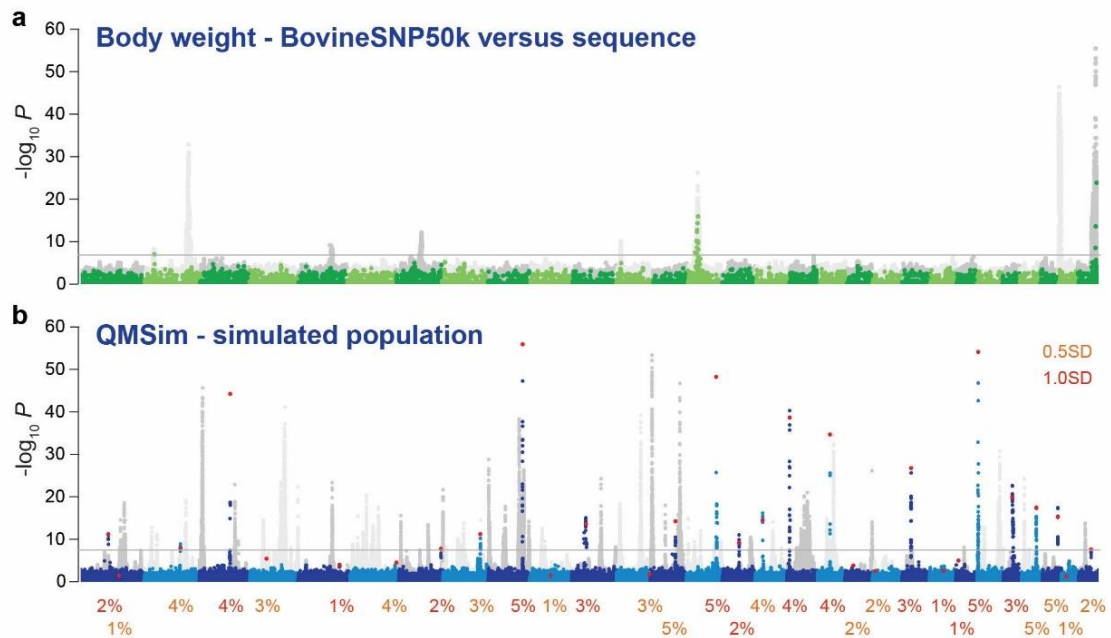 a
Body weight - BovineSNP50k versus sequence
-log10 P
60
50
40
30
20
10
0
b
QMSim - simulated population
0.5SD
1.0SD
-log10 P
60
50
40
30
20
10
0
2% 4% 4% 3% 1% 4% 2% 3% 5% 1% 3% 3% 5% 4% 4% 4% 2% 3% 1% 5% 3% 5% 2%
1% 5% 2% 2% 1% 5% 1%